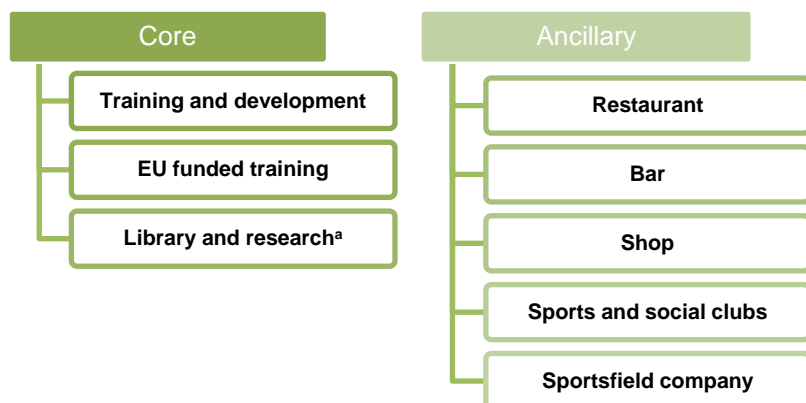 Core
Training and development
EU funded training
Library and researchᵃ
Ancillary
Restaurant
Bar
Shop
Sports and social clubs
Sportsfield company